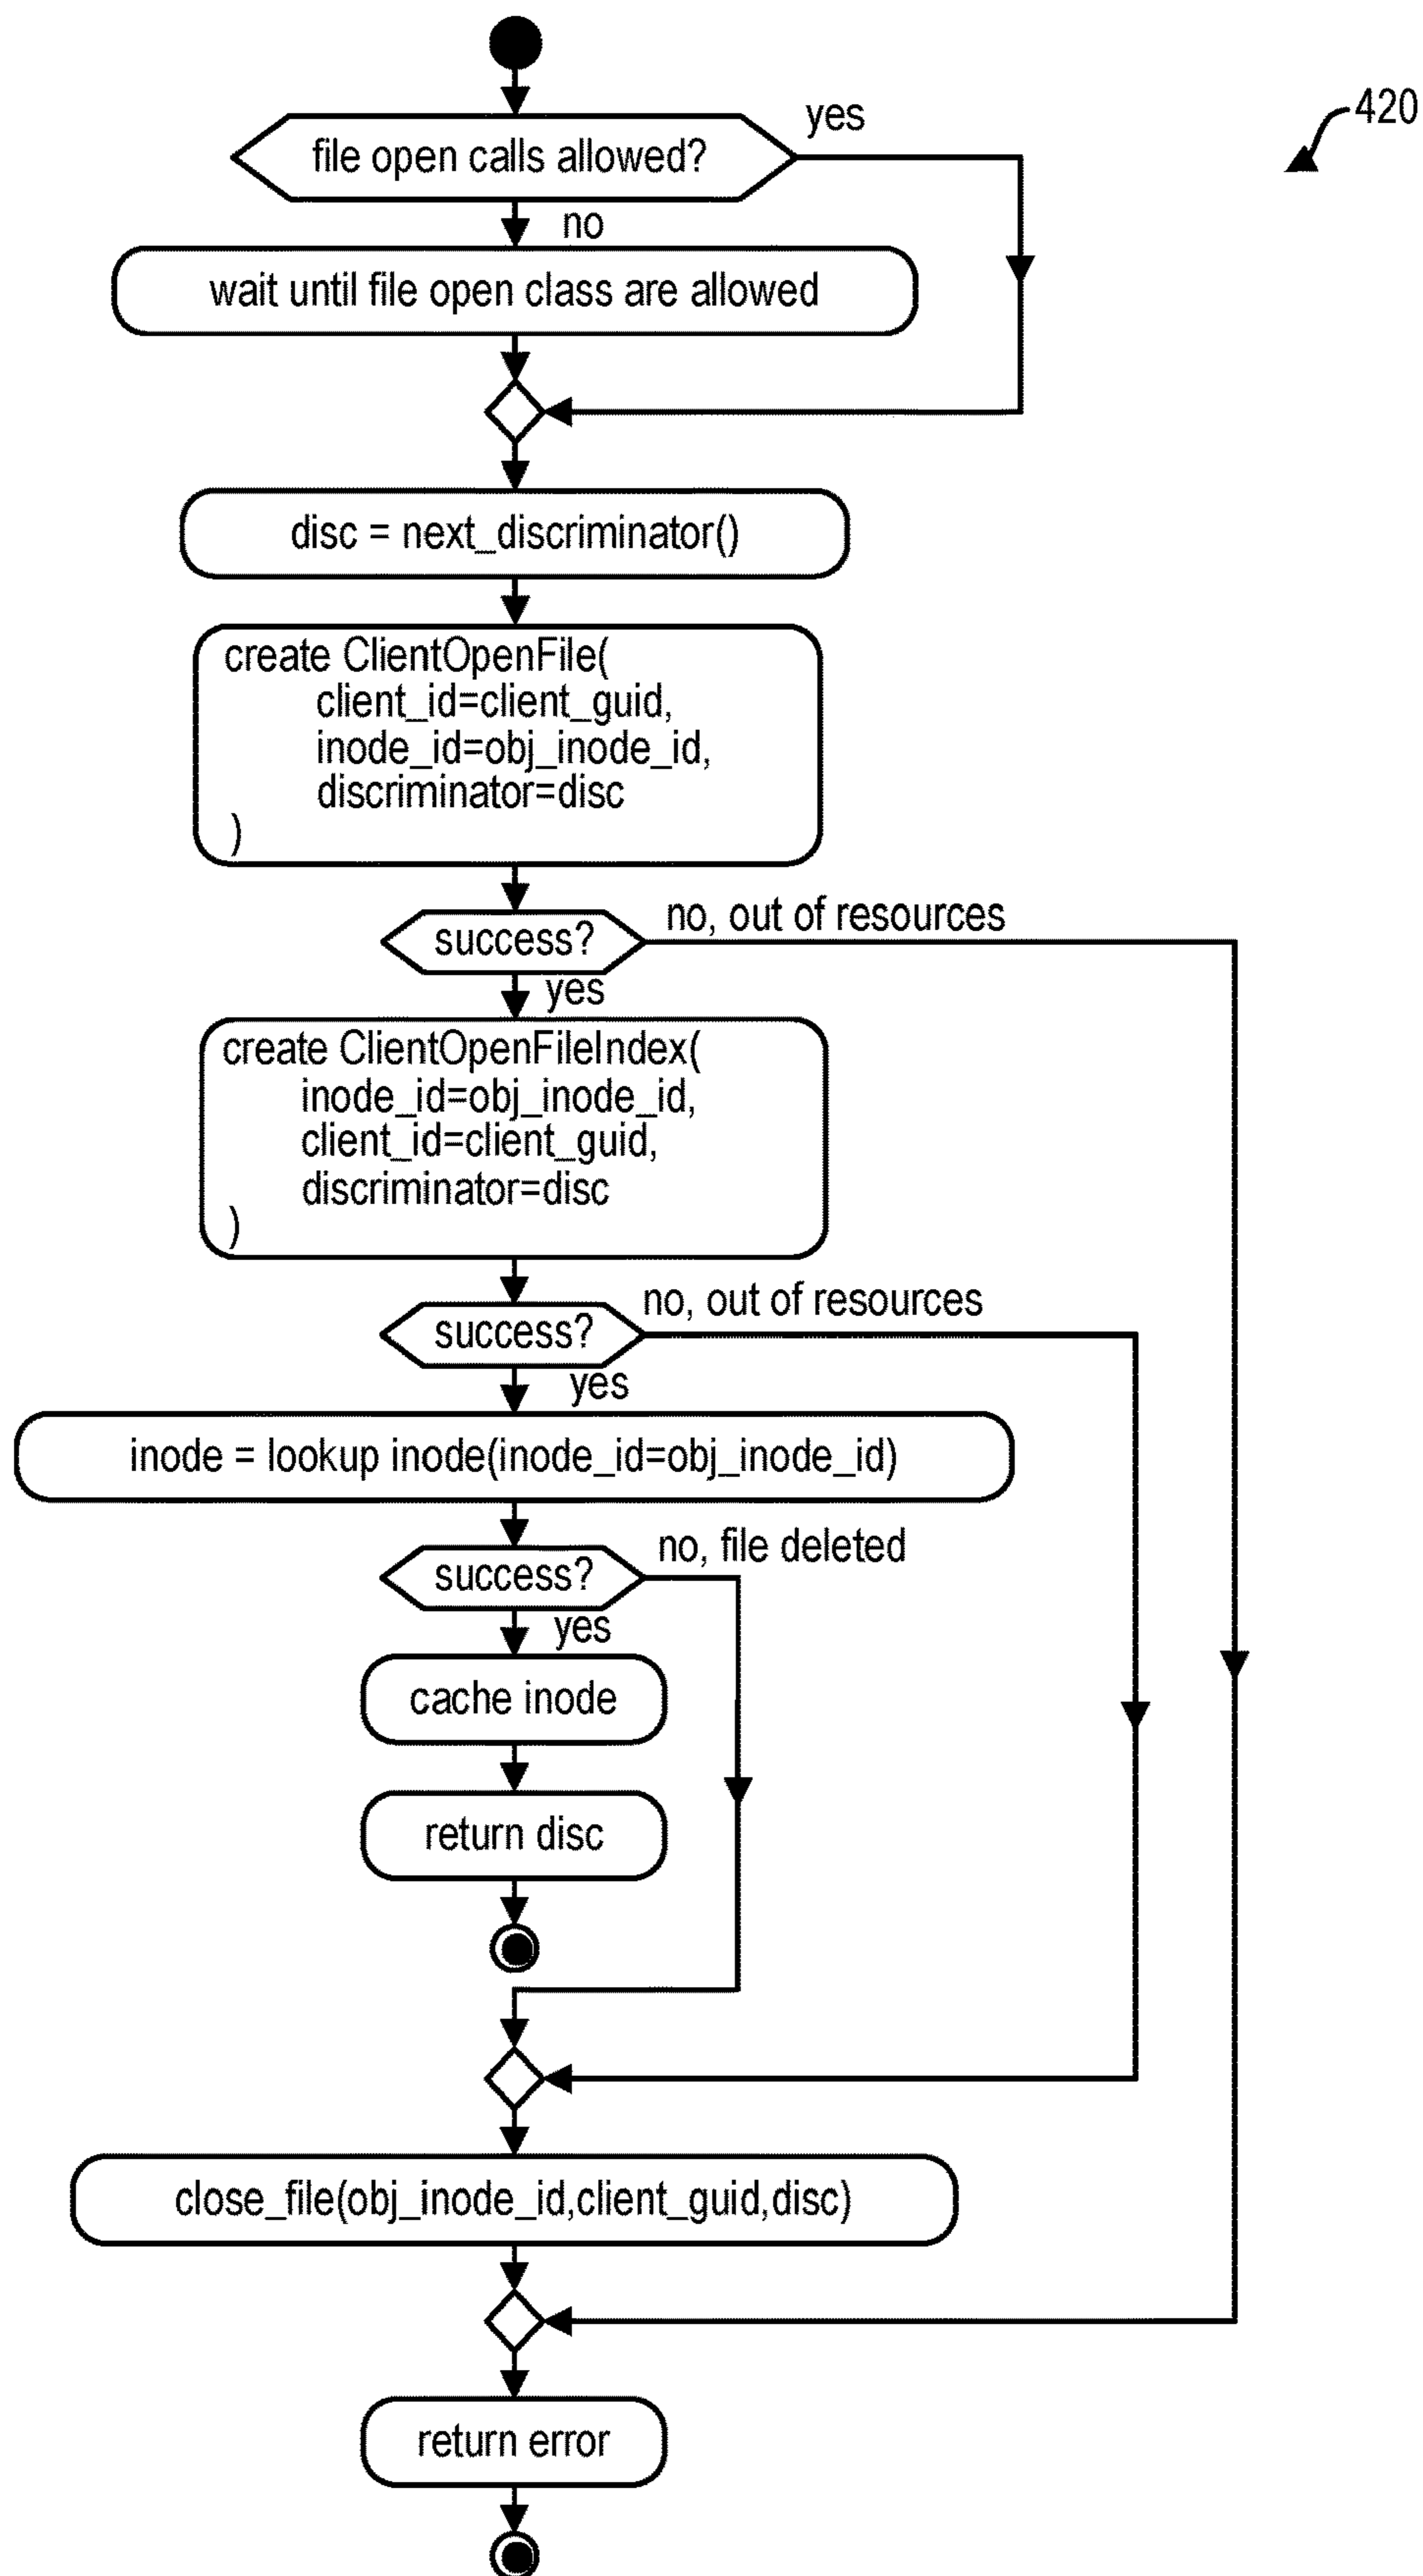 yes
420
file open calls allowed?
no
wait until file open class are allowed
disc = next_discriminator()
create ClientOpenFile(
client_id=client_guid,
inode_id=obj_inode_id,
discriminator=disc
)
no, out of resources
success?
yes
create ClientOpenFileIndex(
inode_id=obj_inode_id,
client_id=client_guid,
discriminator=disc
)
no, out of resources
success?
yes
inode = lookup inode(inode_id=obj_inode_id)
no, file deleted
success?
yes
cache inode
return disc
close_file(obj_inode_id,client_guid,disc)
return error